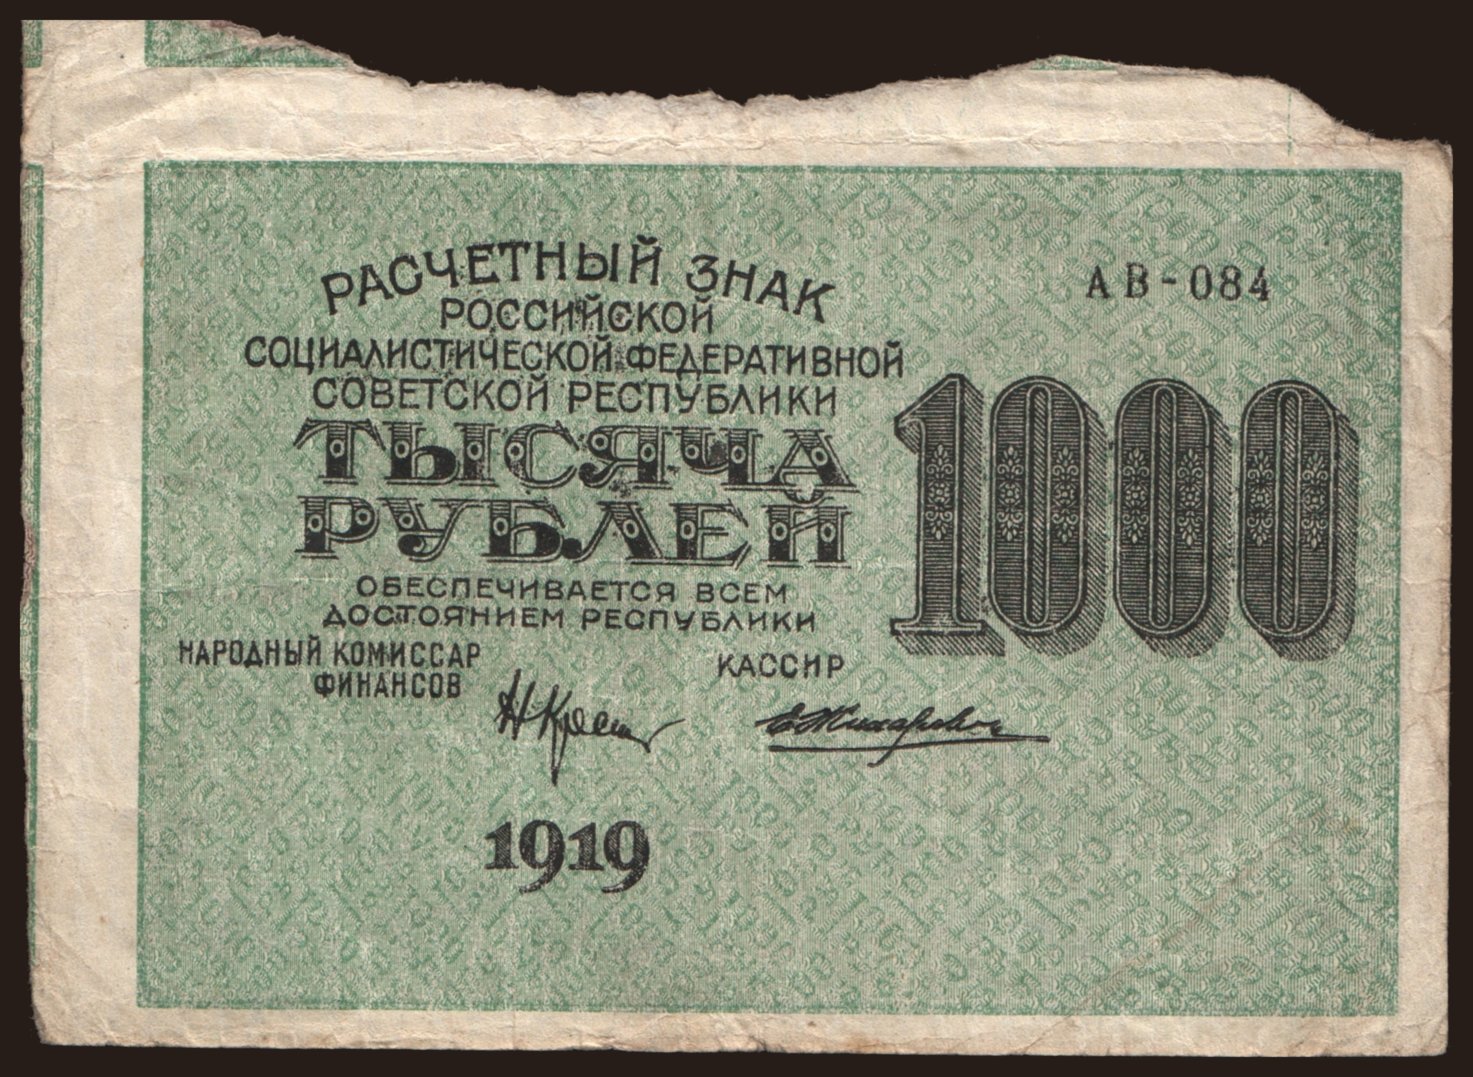 РАСЧЕТНЫЙ ЗНАК
РОССИЙСКОЙ
СОЦИАЛИСТИЧЕСКОЙ ФЕДЕРАТИВНОЙ
СОВЕТСКОЙ РЕСПУБЛИКИ
ТЫСЯЧА
РУБЛЕЙ
ОБЕСПЕЧИВАЕТСЯ ВСЕМ
ДОСТОЯНИЕМ РЕСПУБЛИКИ
НАРОДНЫЙ КОМИССАР
ФИНАНСОВ
КАССИР
1919
АВ-084
1000